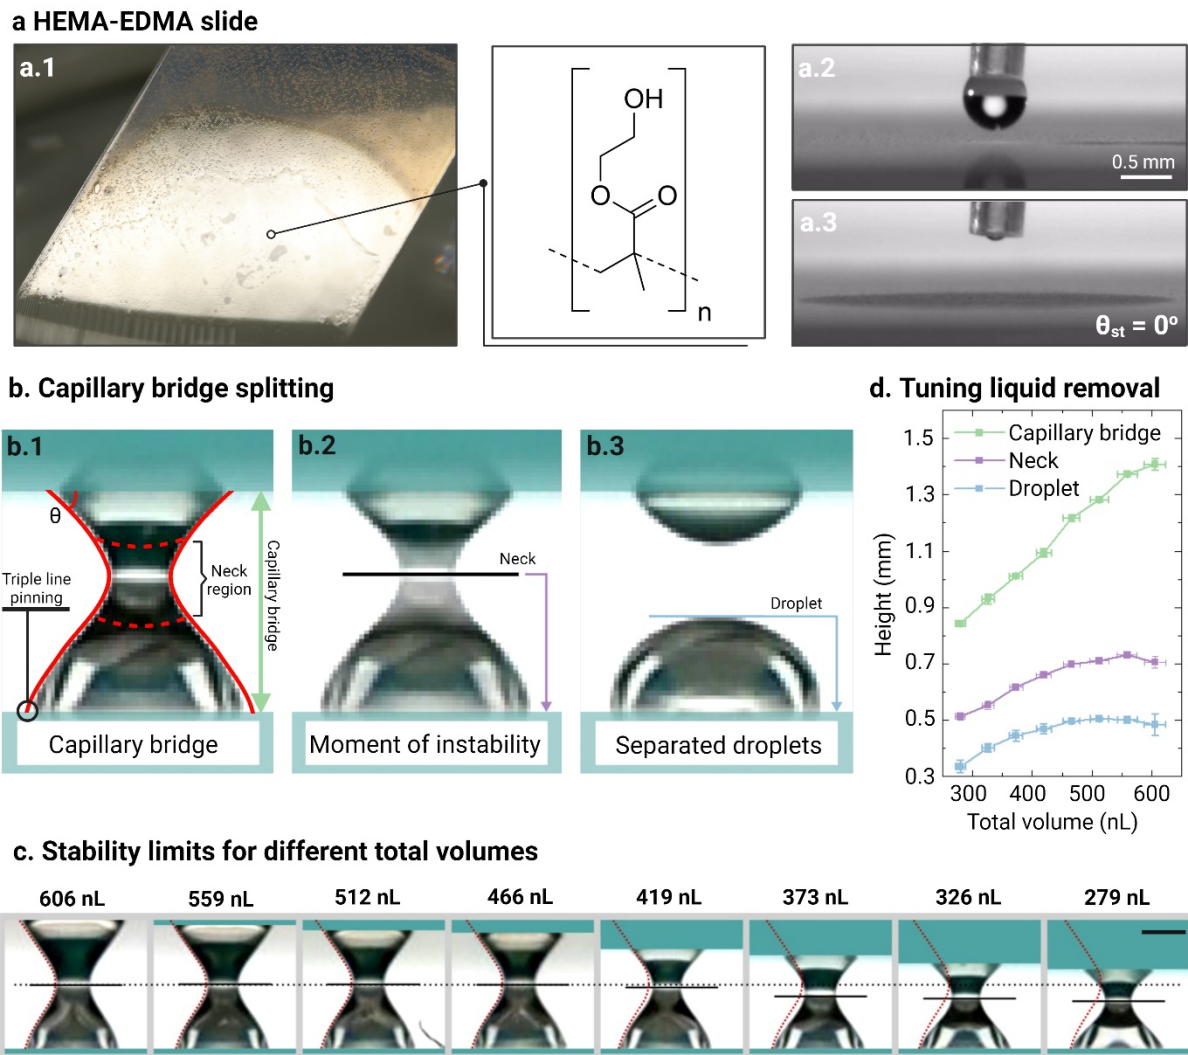 a HEMA-EDMA slide
a.1
OH
O
O
n
a.2
0.5 mm
a.3
θst = 0º
b. Capillary bridge splitting
b.1
θ
Triple line
pinning
Neck
region
Capillary bridge
Capillary bridge
b.2
Neck
Moment of instability
b.3
Droplet
Separated droplets
d. Tuning liquid removal
Capillary bridge
Neck
Droplet
Height (mm)
1.5
1.3
1.1
0.9
0.7
0.5
0.3
300 400 500 600
Total volume (nL)
c. Stability limits for different total volumes
606 nL 559 nL 512 nL 466 nL 419 nL 373 nL 326 nL 279 nL